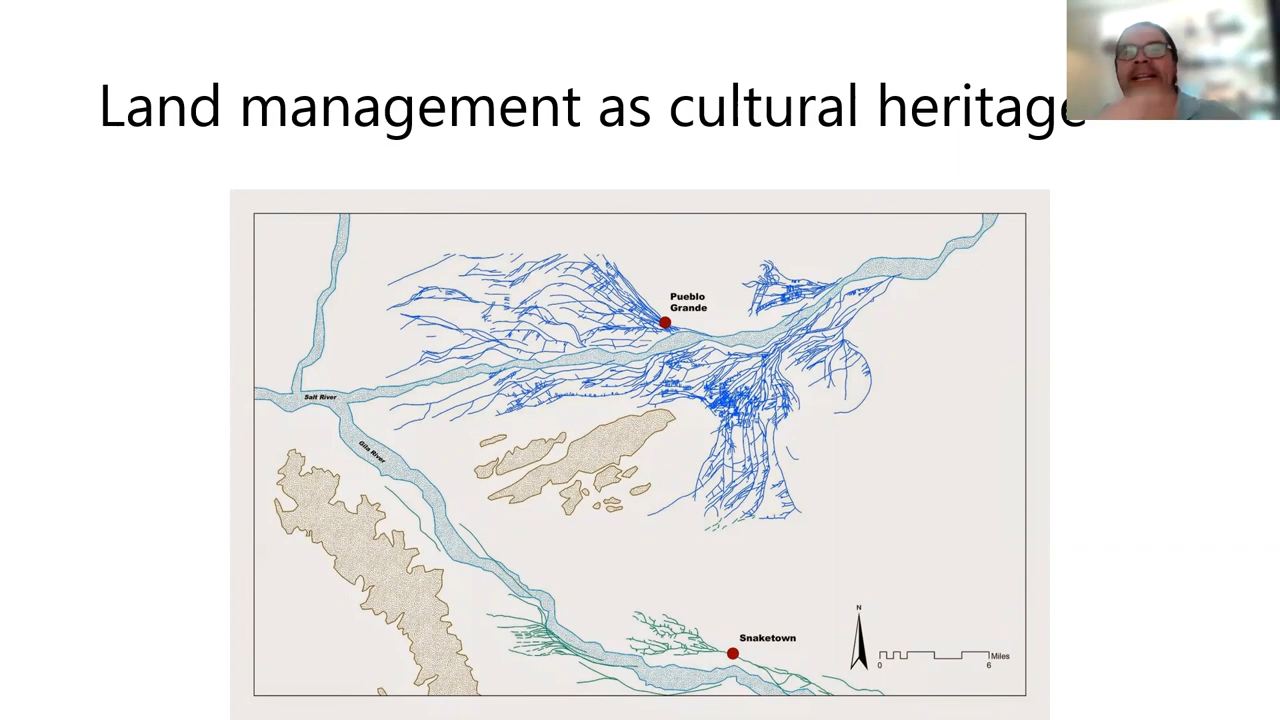 Land management as cultural heritage
Pueblo
Grande
Salt River
Gila River
Snaketown
N
Miles
0
6